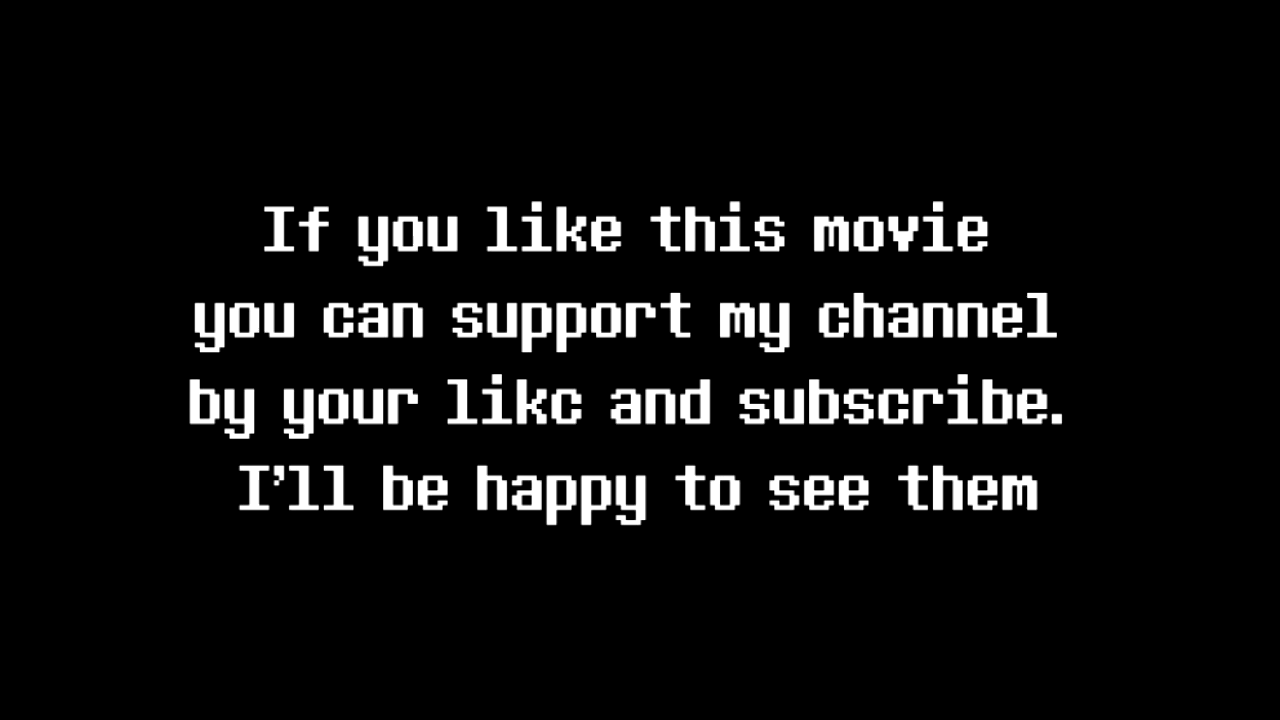 If you like this movie
you can support my channel
by your likc and subscribe.
I'll be happy to see them